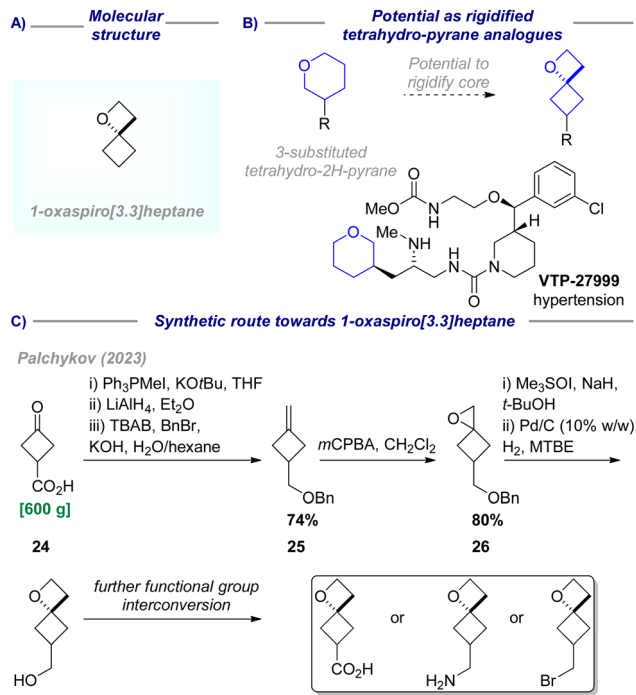 A)
Molecular
structure
O
1-oxaspiro[3.3]heptane
B)
Potential as rigidified
tetrahydro-pyrane analogues
O
R
Potential to
rigidify core
O
R
3-substituted
tetrahydro-2H-pyrane
O
MeO
N
H
O
Cl
H
O
MeN
NH
H
N
O
N
VTP-27999
hypertension
C)
Synthetic route towards 1-oxaspiro[3.3]heptane
Palchykov (2023)
O
CO2H
[600 g]
24
i) Ph3PMeI, KOtBu, THF
ii) LiAlH4, Et2O
iii) TBAB, BnBr,
KOH, H2O/hexane
OBn
74%
25
mCPBA, CH2Cl2
O
OBn
80%
26
i) Me3SOI, NaH,
t-BuOH
ii) Pd/C (10% w/w)
H2, MTBE
O
HO
further functional group
interconversion
O
CO2H
or
O
H2N
or
O
Br